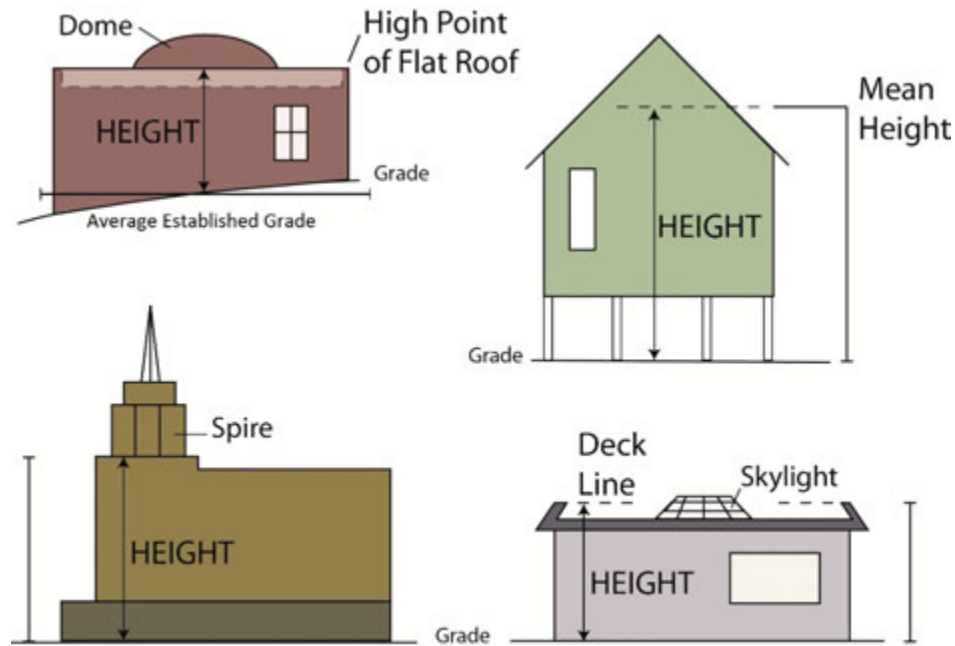 Dome
High Point
of Flat Roof
HEIGHT
Grade
Average Established Grade
Mean
Height
HEIGHT
Grade
Spire
HEIGHT
Grade
Deck
Line
Skylight
HEIGHT